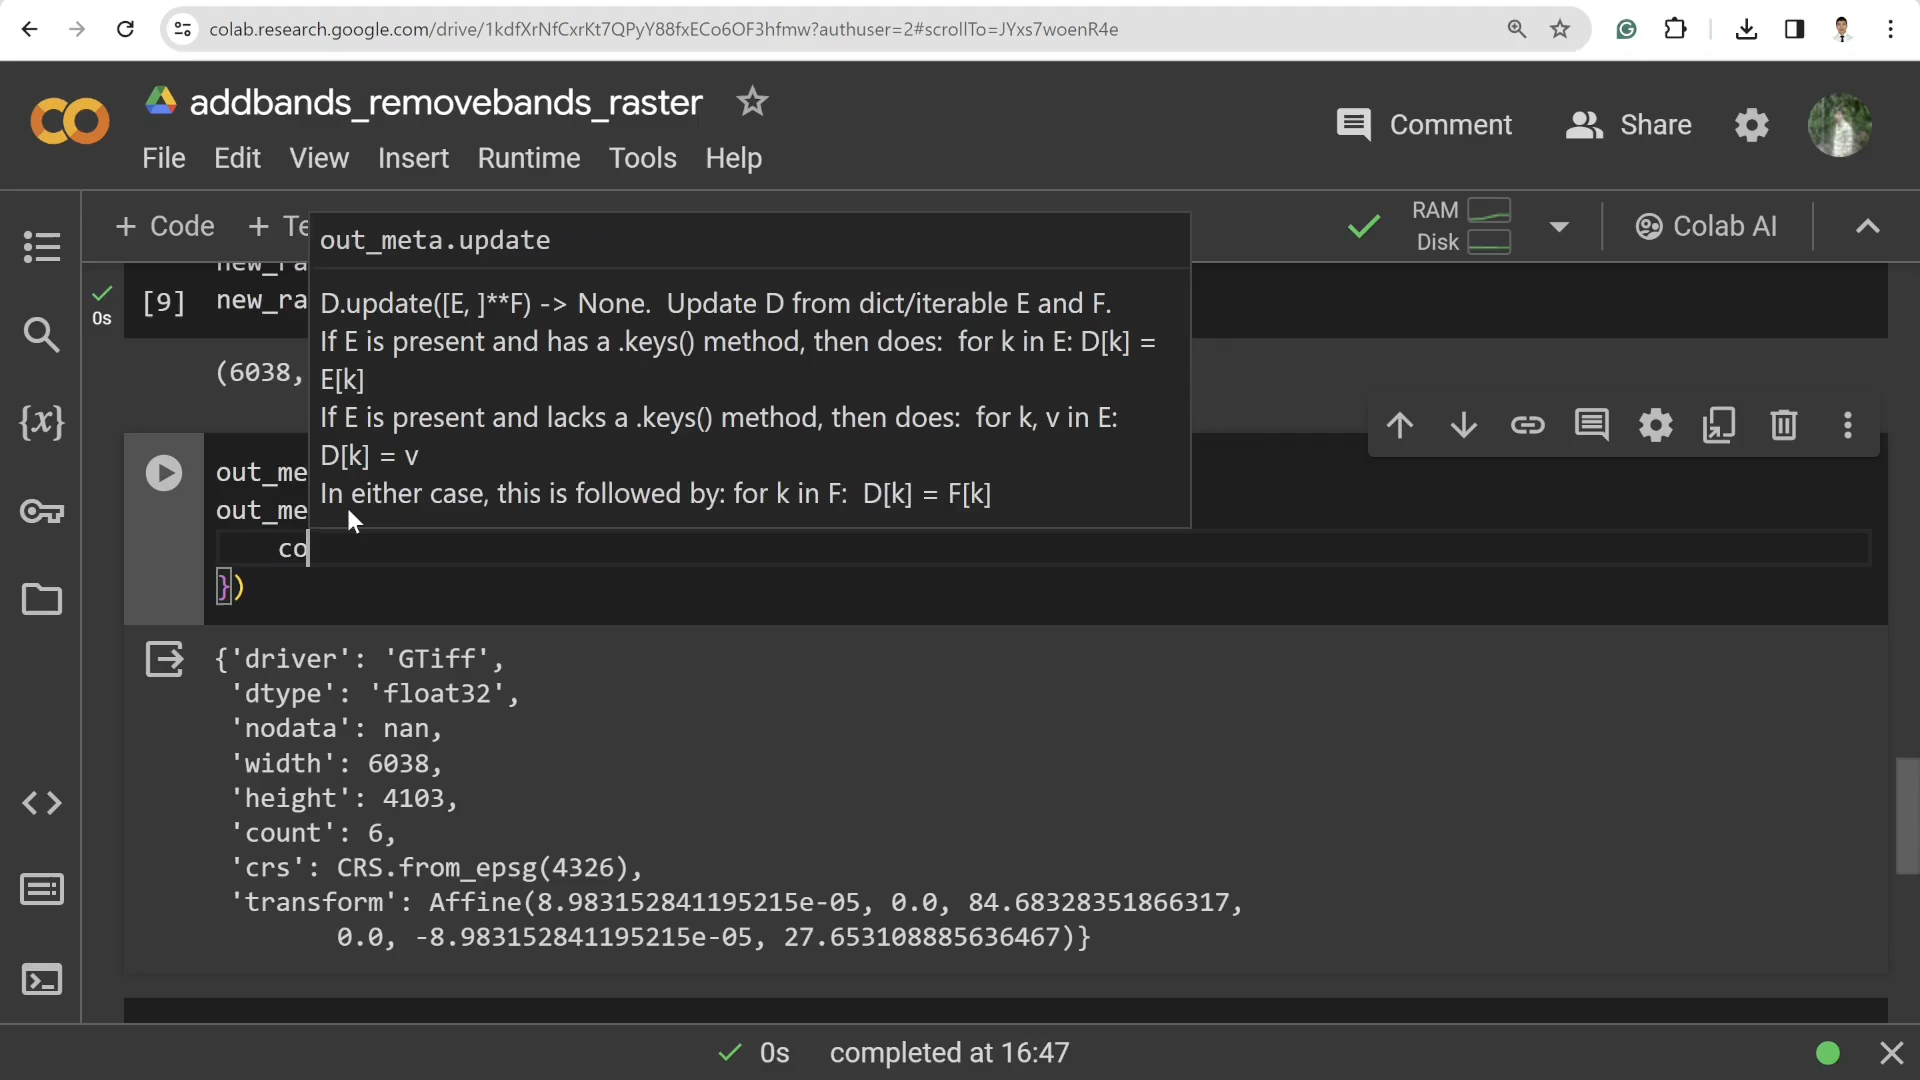 colab.research.google.com/drive/1kdfXrNfCxrKt7QPyY88fxECo6OF3hfmw?authuser=2#scrollTo=JYxs7woenR4e
addbands_removebands_raster
Comment
Share
File Edit View Insert Runtime Tools Help
+ Code + Te
RAM
Disk
Colab AI
out_meta.update
D.update([E, ]**F) -> None.  Update D from dict/iterable E and F.
If E is present and has a .keys() method, then does:  for k in E: D[k] =
E[k]
If E is present and lacks a .keys() method, then does:  for k, v in E:
D[k] = v
In either case, this is followed by: for k in F:  D[k] = F[k]
new_ra
0s
[9] new_ra
(6038,
{x}
out_me
out_me
co
})
{'driver': 'GTiff',
'dtype': 'float32',
'nodata': nan,
'width': 6038,
'height': 4103,
'count': 6,
'crs': CRS.from_epsg(4326),
'transform': Affine(8.983152841195215e-05, 0.0, 84.68328351866317,
0.0, -8.983152841195215e-05, 27.653108885636467)}
0s completed at 16:47